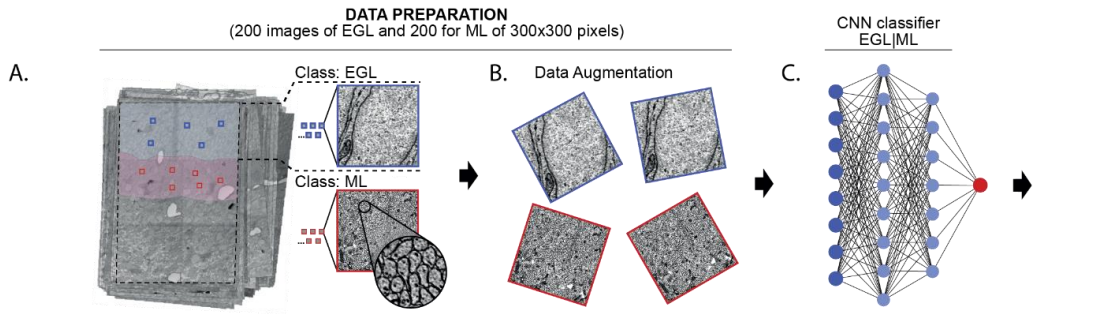 DATA PREPARATION
(200 images of EGL and 200 for ML of 300x300 pixels)
CNN classifier
EGL|ML
A.
Class: EGL
...
Class: ML
...
B.
Data Augmentation
C.